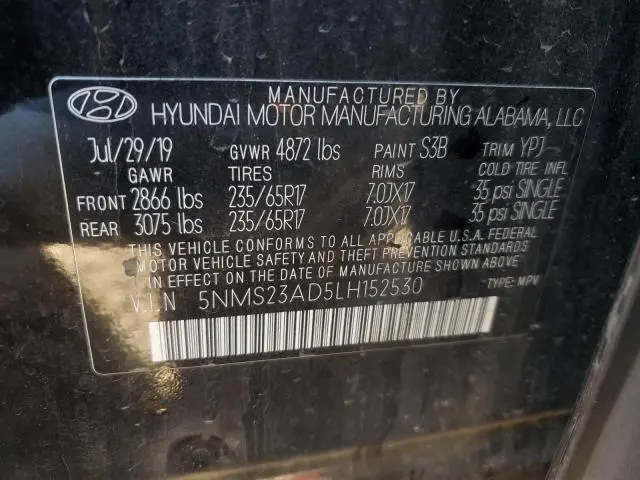 MANUFACTURED BY
HYUNDAI MOTOR MANUFACTURING ALABAMA, LLC
Jul/29/19 GVWR 4872 lbs PAINT S3B TRIM YPJ
GAWR TIRES RIMS COLD TIRE INFL
FRONT 2866 lbs 235/65R17 7.0JX17 35 psi SINGLE
REAR 3075 lbs 235/65R17 7.0JX17 35 psi SINGLE
THIS VEHICLE CONFORMS TO ALL APPLICABLE U.S.A. FEDERAL
MOTOR VEHICLE SAFETY AND THEFT PREVENTION STANDARDS
IN EFFECT ON THE DATE OF MANUFACTURE SHOWN ABOVE.
V.I.N 5NMS23AD5LH152530 TYPE: MPV